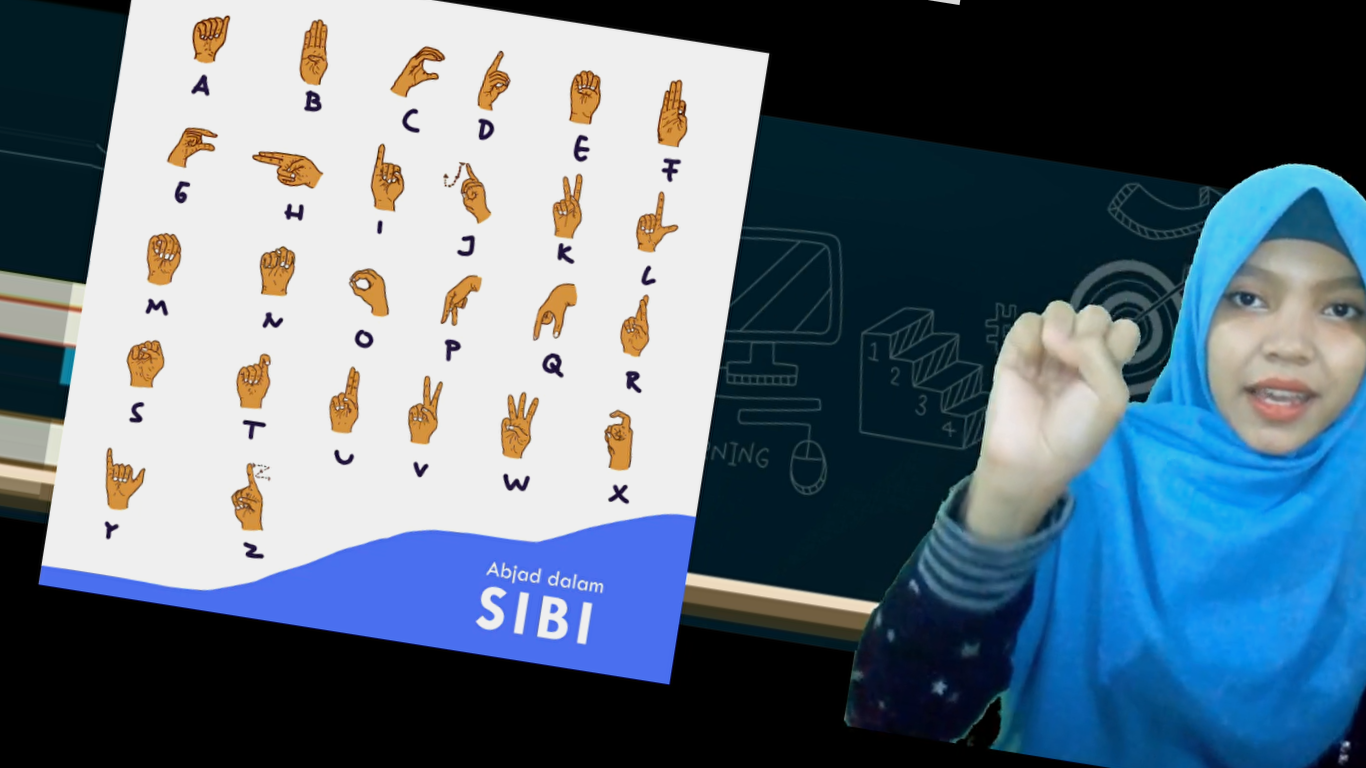 A B C D E F
G H I J K L
M N O P Q R
S T U V W X
Y Z
Abjad dalam
SIBI
1
2
3
4
#
NING